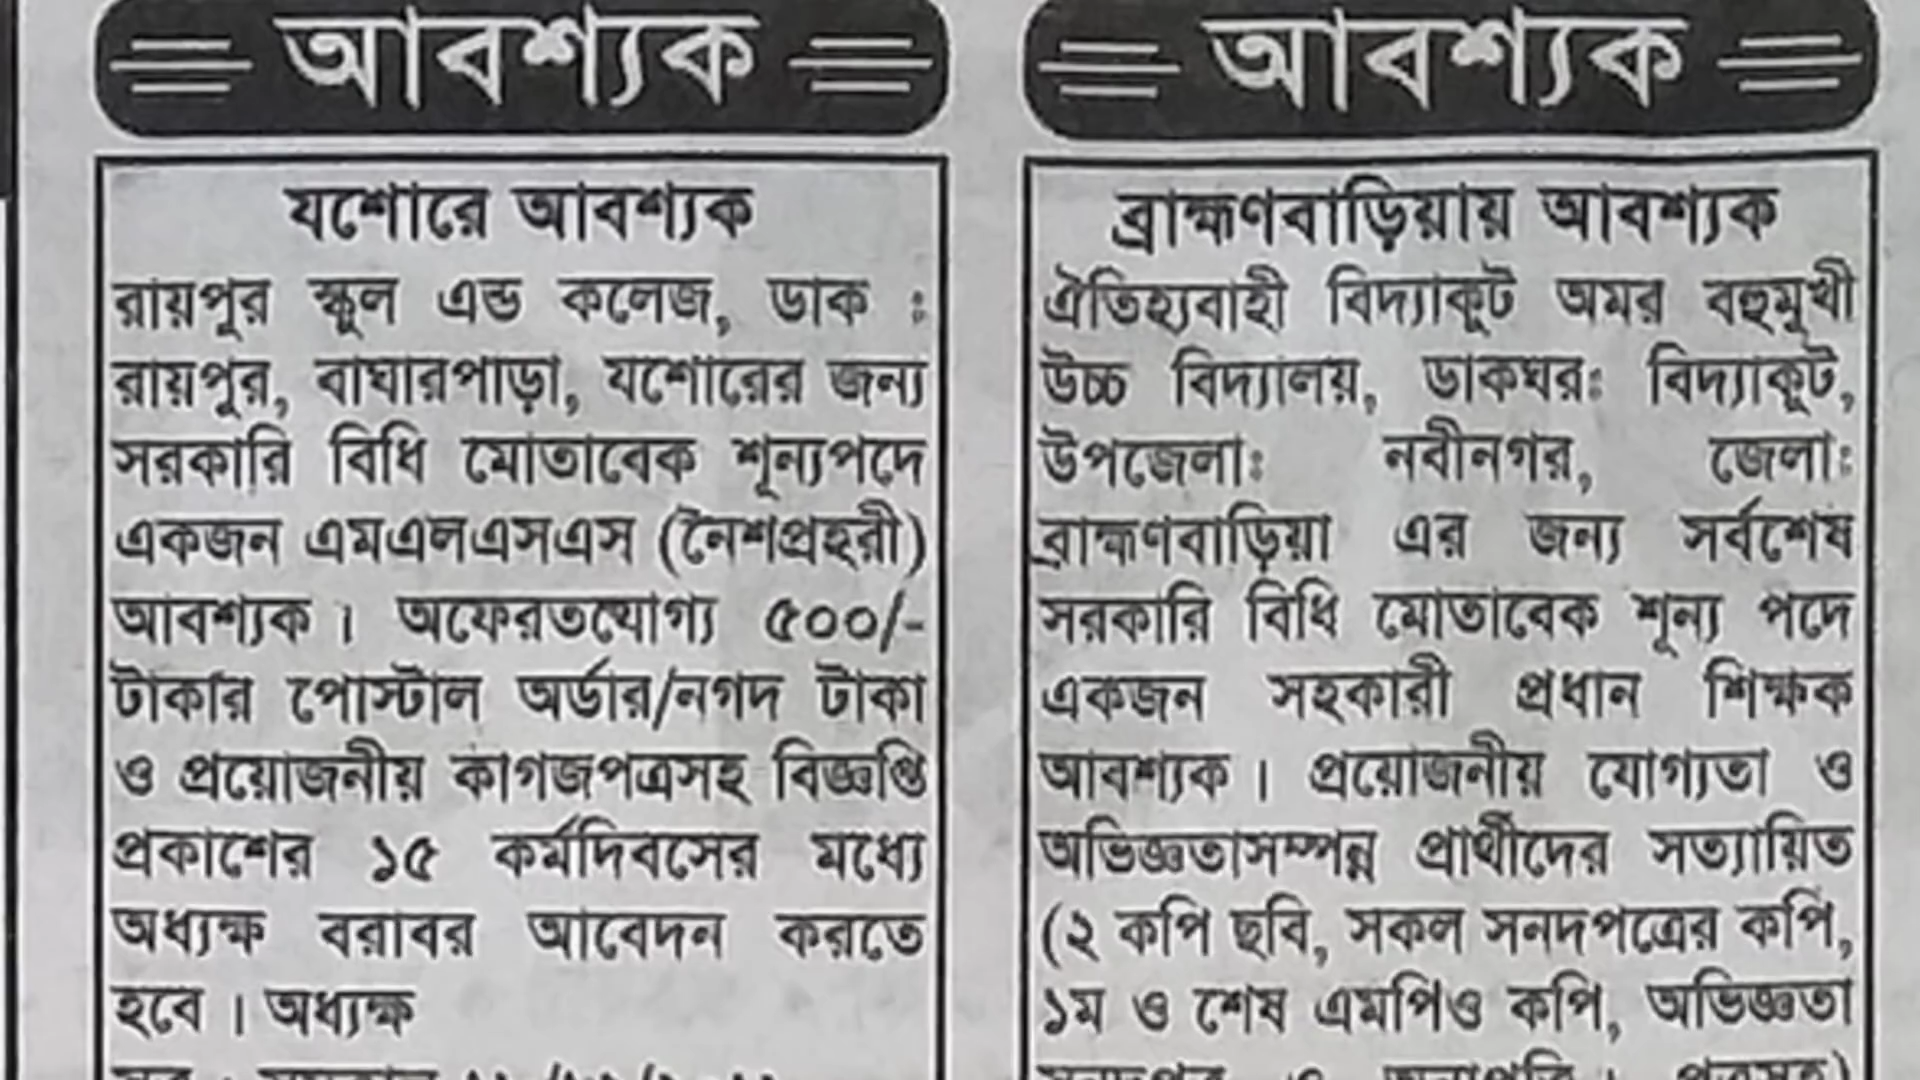 আবশ্যক
যশোরে আবশ্যক
রায়পুর স্কুল এন্ড কলেজ, ডাক :
রায়পুর, বাঘারপাড়া, যশোরের জন্য
সরকারি বিধি মোতাবেক শূন্যপদে
একজন এমএলএসএস (নৈশপ্রহরী)
আবশ্যক। অফেরতযোগ্য ৫০০/-
টাকার পোস্টাল অর্ডার/নগদ টাকা
ও প্রয়োজনীয় কাগজপত্রসহ বিজ্ঞপ্তি
প্রকাশের ১৫ কর্মদিবসের মধ্যে
অধ্যক্ষ বরাবর আবেদন করতে
হবে। অধ্যক্ষ
আবশ্যক
ব্রাহ্মণবাড়িয়ায় আবশ্যক
ঐতিহ্যবাহী বিদ্যাকুট অমর বহুমুখী
উচ্চ বিদ্যালয়, ডাকঘরঃ বিদ্যাকুট,
উপজেলাঃ নবীনগর, জেলাঃ
ব্রাহ্মণবাড়িয়া এর জন্য সর্বশেষ
সরকারি বিধি মোতাবেক শূন্য পদে
একজন সহকারী প্রধান শিক্ষক
আবশ্যক। প্রয়োজনীয় যোগ্যতা ও
অভিজ্ঞতাসম্পন্ন প্রার্থীদের সত্যায়িত
(২ কপি ছবি, সকল সনদপত্রের কপি,
১ম ও শেষ এমপিও কপি, অভিজ্ঞতা